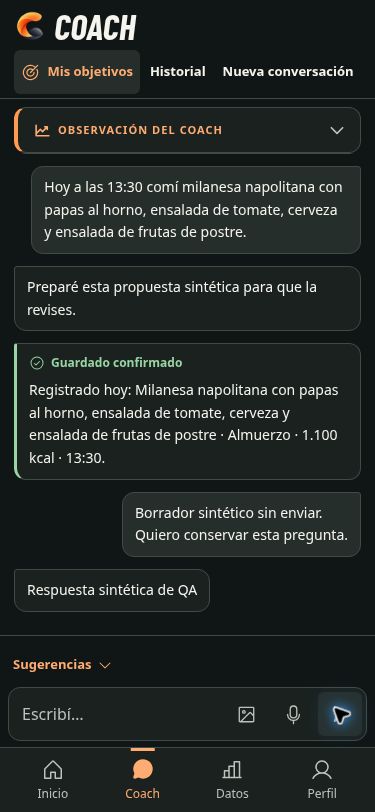 COACH
Mis objetivos
Historial
Nueva conversación
OBSERVACIÓN DEL COACH
Hoy a las 13:30 comí milanesa napolitana con
papas al horno, ensalada de tomate, cerveza
y ensalada de frutas de postre.
Preparé esta propuesta sintética para que la
revises.
Guardado confirmado
Registrado hoy: Milanesa napolitana con papas
al horno, ensalada de tomate, cerveza y
ensalada de frutas de postre · Almuerzo · 1.100
kcal · 13:30.
Borrador sintético sin enviar.
Quiero conservar esta pregunta.
Respuesta sintética de QA
Sugerencias
Escribí...
Inicio
Coach
Datos
Perfil